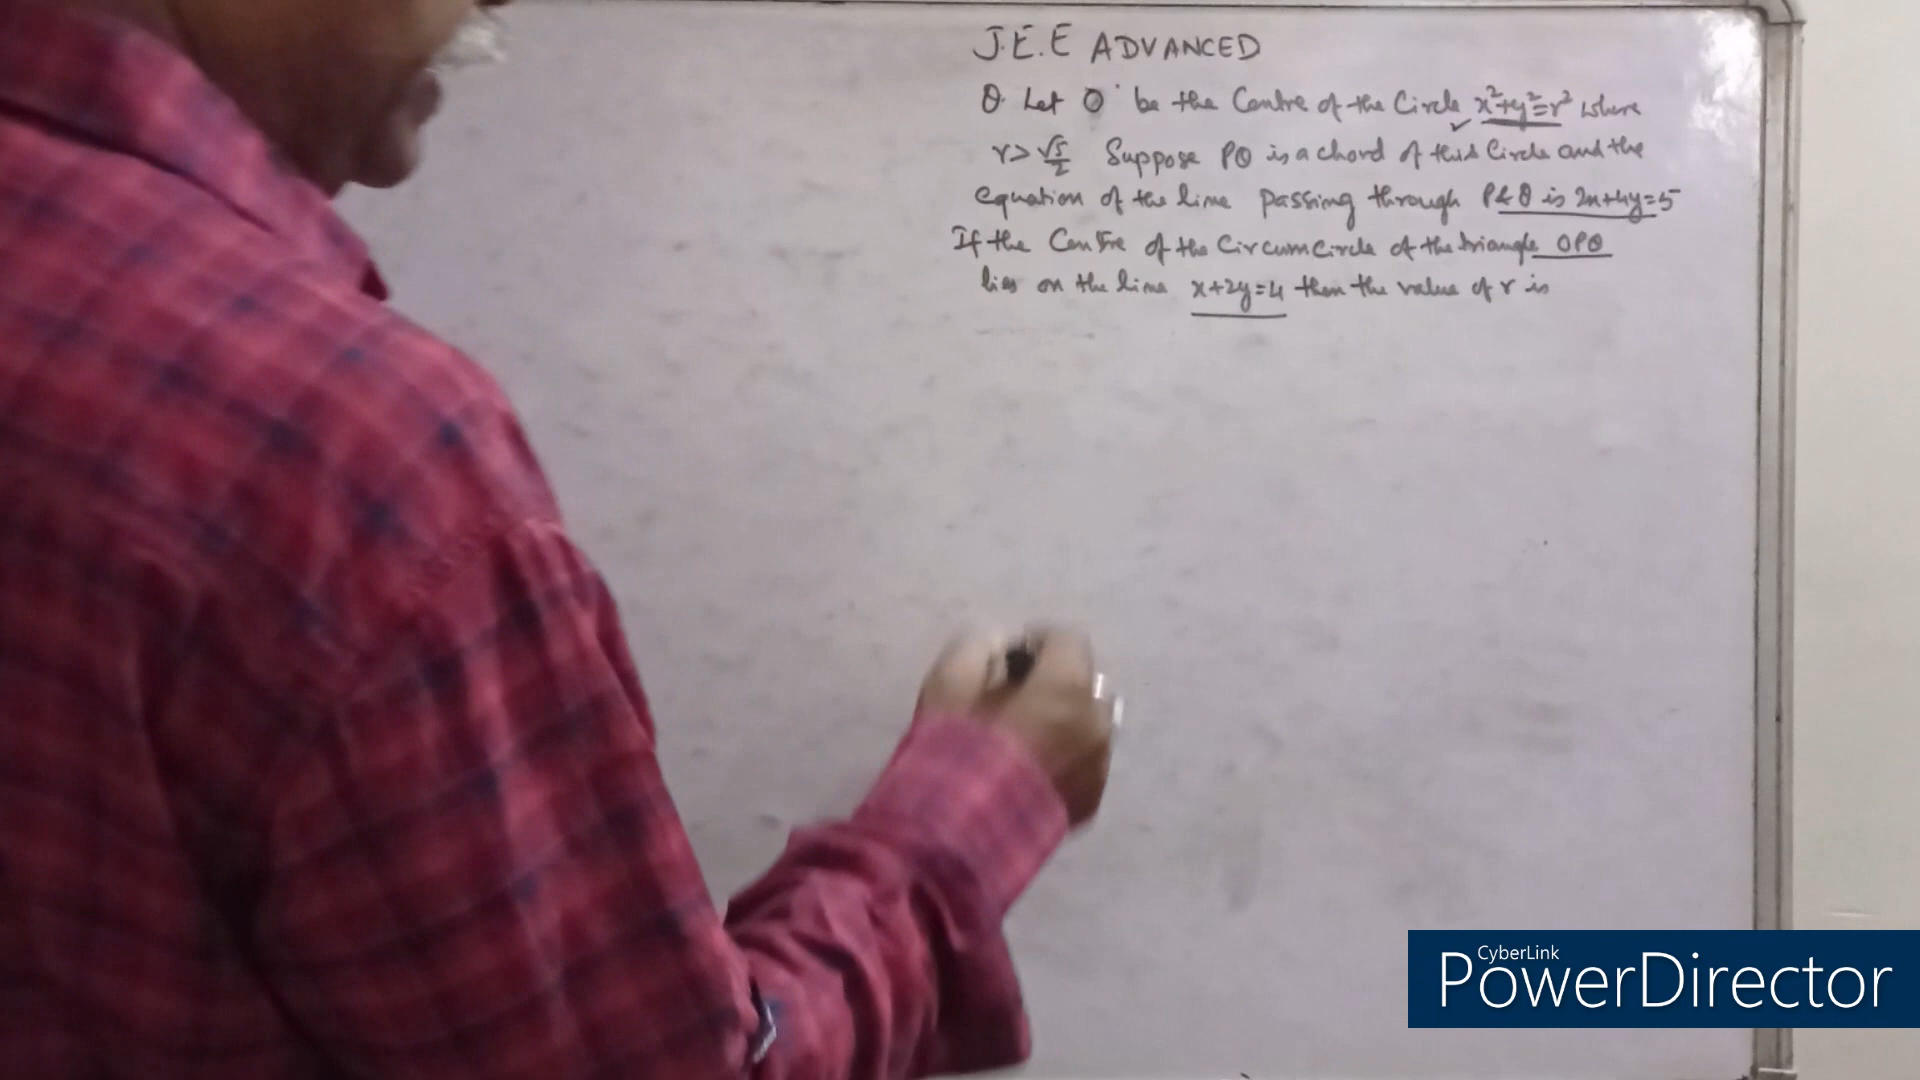 J.E.E ADVANCED
Q. Let O be the Centre of the Circle x²+y²=r² where
r> √5/2 Suppose PQ is a chord of this Circle and the
equation of the line passing through P & Q is 2x+4y=5
If the Centre of the Circumcircle of the triangle OPQ
lies on the line x+2y=4 then the value of r is
CyberLink
PowerDirector